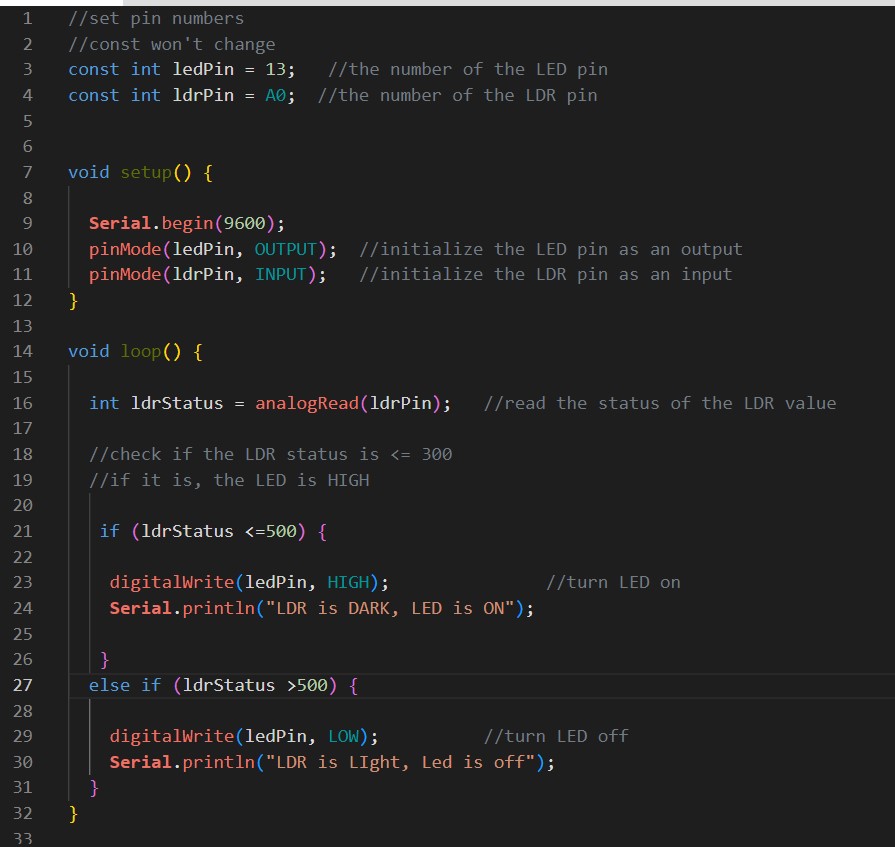 1 //set pin numbers
2 //const won't change
3 const int ledPin = 13;   //the number of the LED pin
4 const int ldrPin = A0;  //the number of the LDR pin
5
6
7 void setup() {
8
9   Serial.begin(9600);
10   pinMode(ledPin, OUTPUT);  //initialize the LED pin as an output
11   pinMode(ldrPin, INPUT);   //initialize the LDR pin as an input
12 }
13
14 void loop() {
15
16   int ldrStatus = analogRead(ldrPin);   //read the status of the LDR value
17
18   //check if the LDR status is <= 300
19   //if it is, the LED is HIGH
20
21    if (ldrStatus <=500) {
22
23     digitalWrite(ledPin, HIGH);               //turn LED on
24     Serial.println("LDR is DARK, LED is ON");
25
26    }
27   else if (ldrStatus >500) {
28
29     digitalWrite(ledPin, LOW);          //turn LED off
30     Serial.println("LDR is LIght, Led is off");
31   }
32 }
33